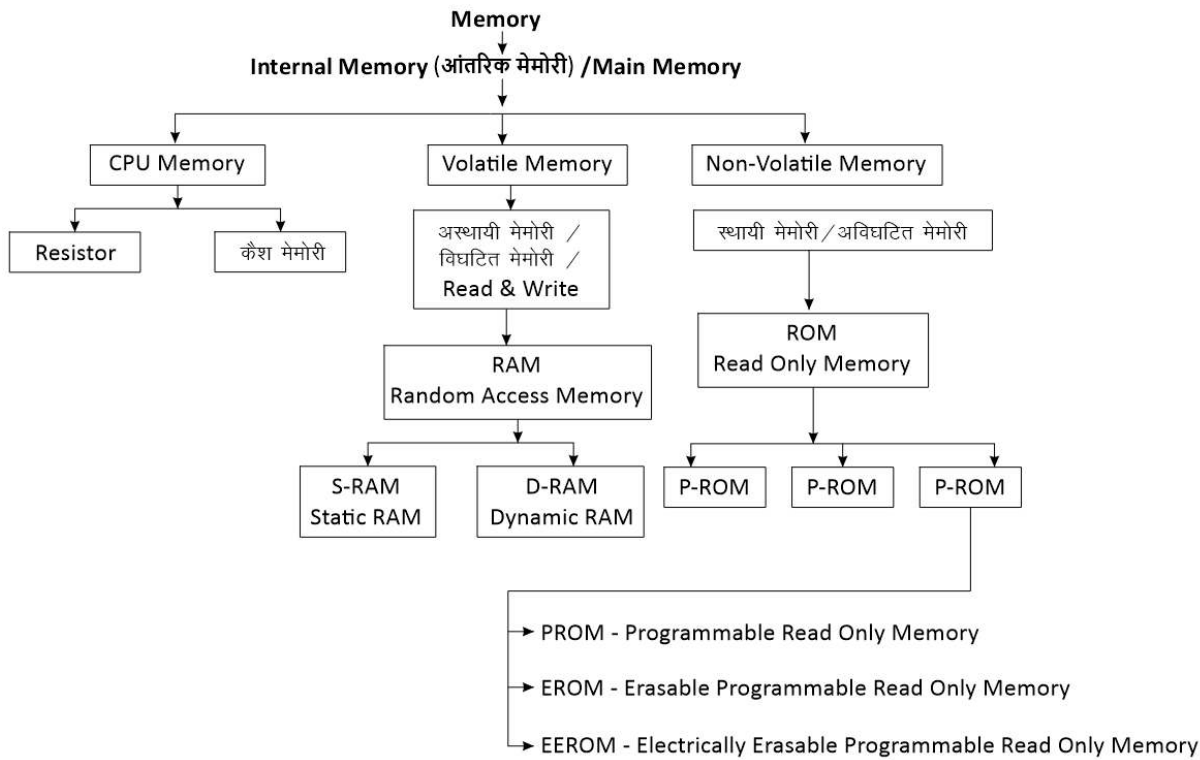 Memory
Internal Memory (आंतरिक मेमोरी) /Main Memory
CPU Memory
Volatile Memory
Non-Volatile Memory
Resistor
कैश मेमोरी
अस्थायी मेमोरी /
विघटित मेमोरी /
Read & Write
स्थायी मेमोरी/अविघटित मेमोरी
RAM
Random Access Memory
ROM
Read Only Memory
S-RAM
Static RAM
D-RAM
Dynamic RAM
P-ROM
P-ROM
P-ROM
PROM - Programmable Read Only Memory
EROM - Erasable Programmable Read Only Memory
EEROM - Electrically Erasable Programmable Read Only Memory